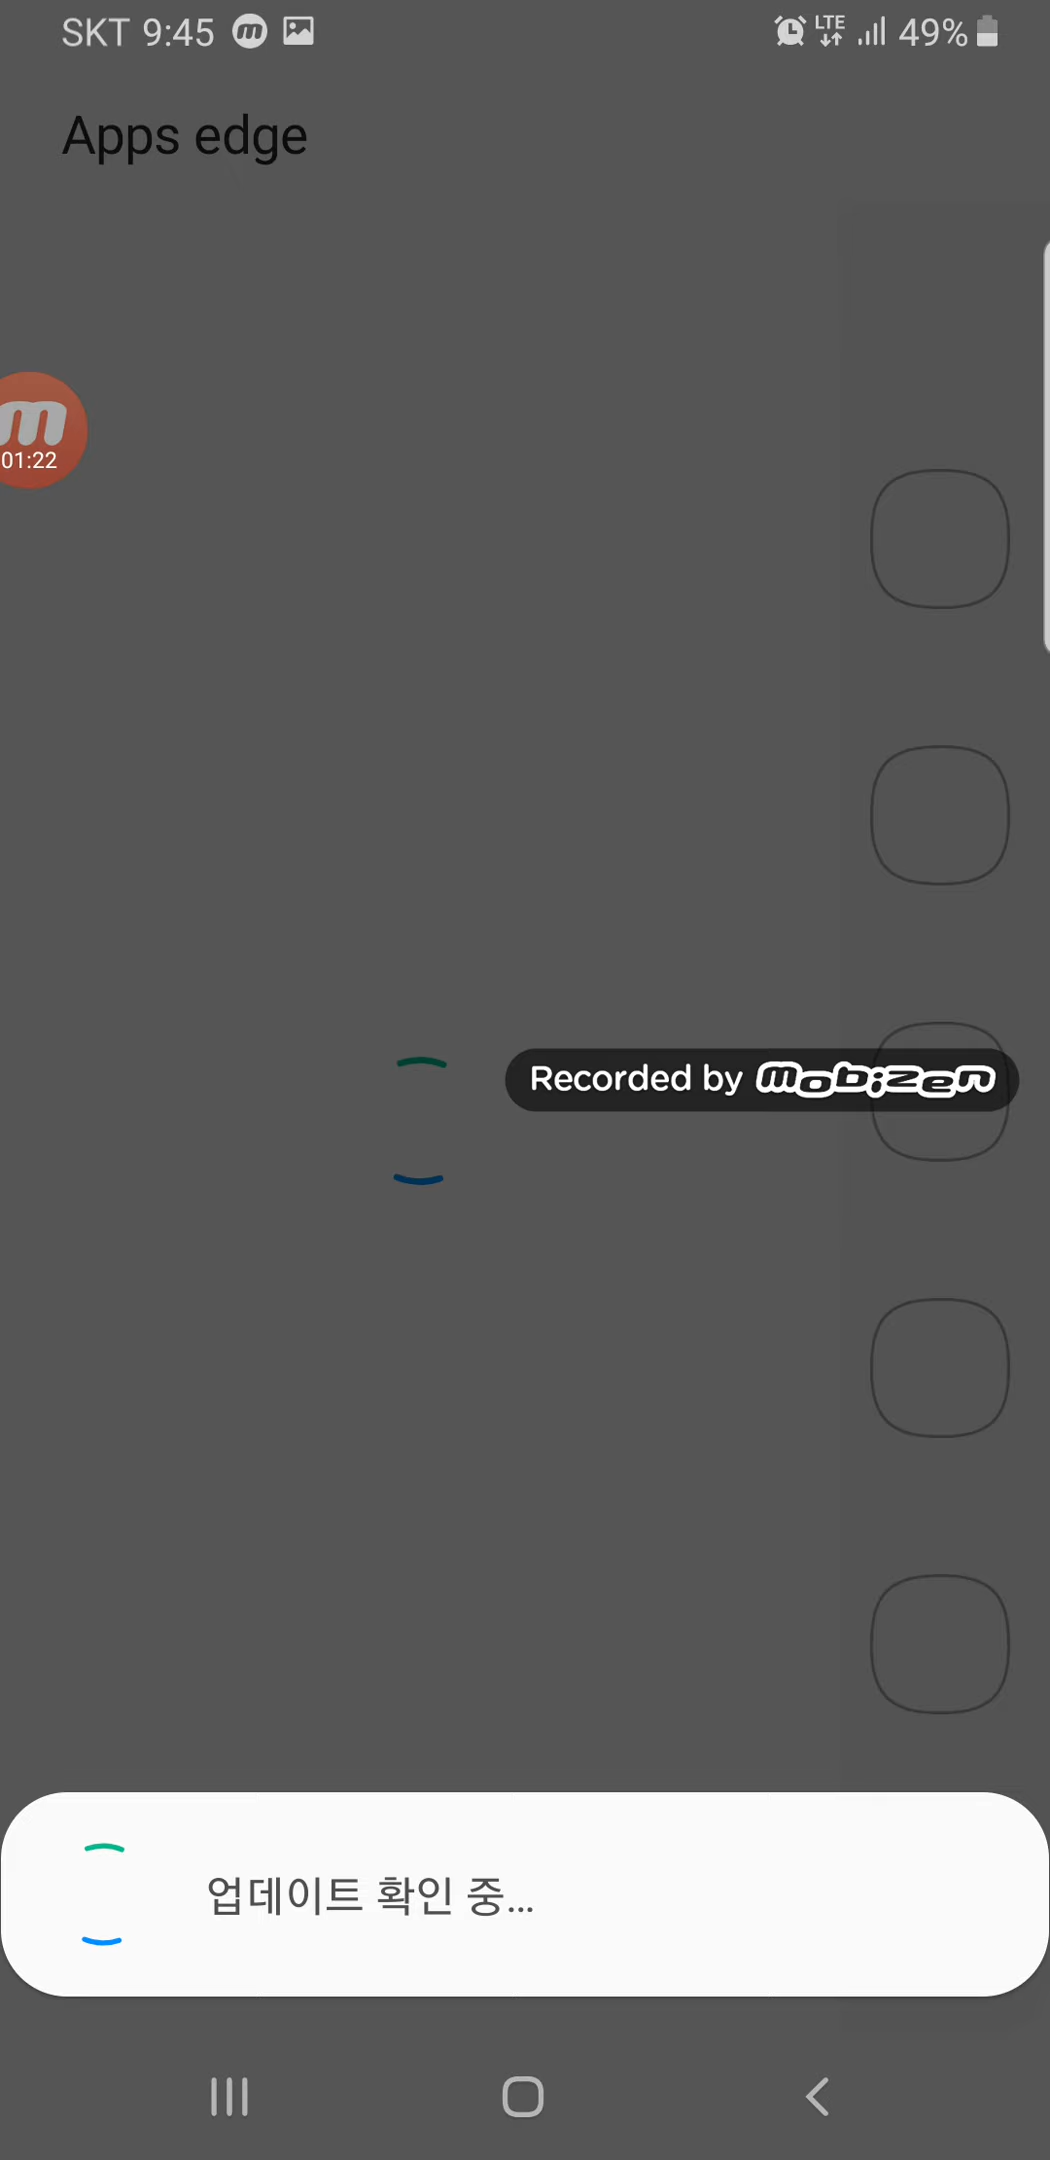 SKT 9:45 LTE 49%
Apps edge
m
01:22
Recorded by mobizen
업데이트 확인 중...